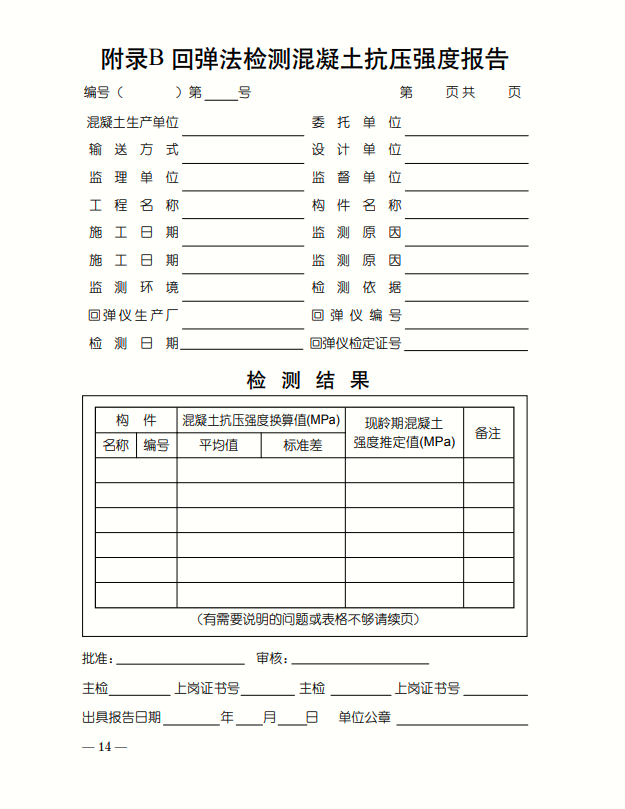 附录B 回弹法检测混凝土抗压强度报告
编号（ ）第____号 第 页 共 页
混凝土生产单位 委托单位
输送方式 设计单位
监理单位 监督单位
工程名称 构件名称
施工日期 监测原因
施工日期 监测原因
监测环境 检测依据
回弹仪生产厂 回弹仪编号
检测日期 回弹仪检定证号
检测结果
构件 混凝土抗压强度换算值(MPa) 现龄期混凝土强度推定值(MPa) 备注
名称 编号 平均值 标准差
（有需要说明的问题或表格不够请续页）
批准: 审核:
主检 上岗证书号 主检 上岗证书号
出具报告日期 年 月 日 单位公章
— 14 —